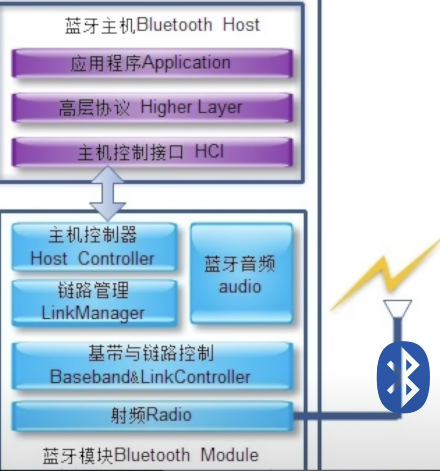 蓝牙主机Bluetooth Host
应用程序Application
高层协议 Higher Layer
主机控制接口 HCI
主机控制器
Host Controller
蓝牙音频
audio
链路管理
LinkManager
基带与链路控制
Baseband&LinkController
射频Radio
蓝牙模块Bluetooth Module